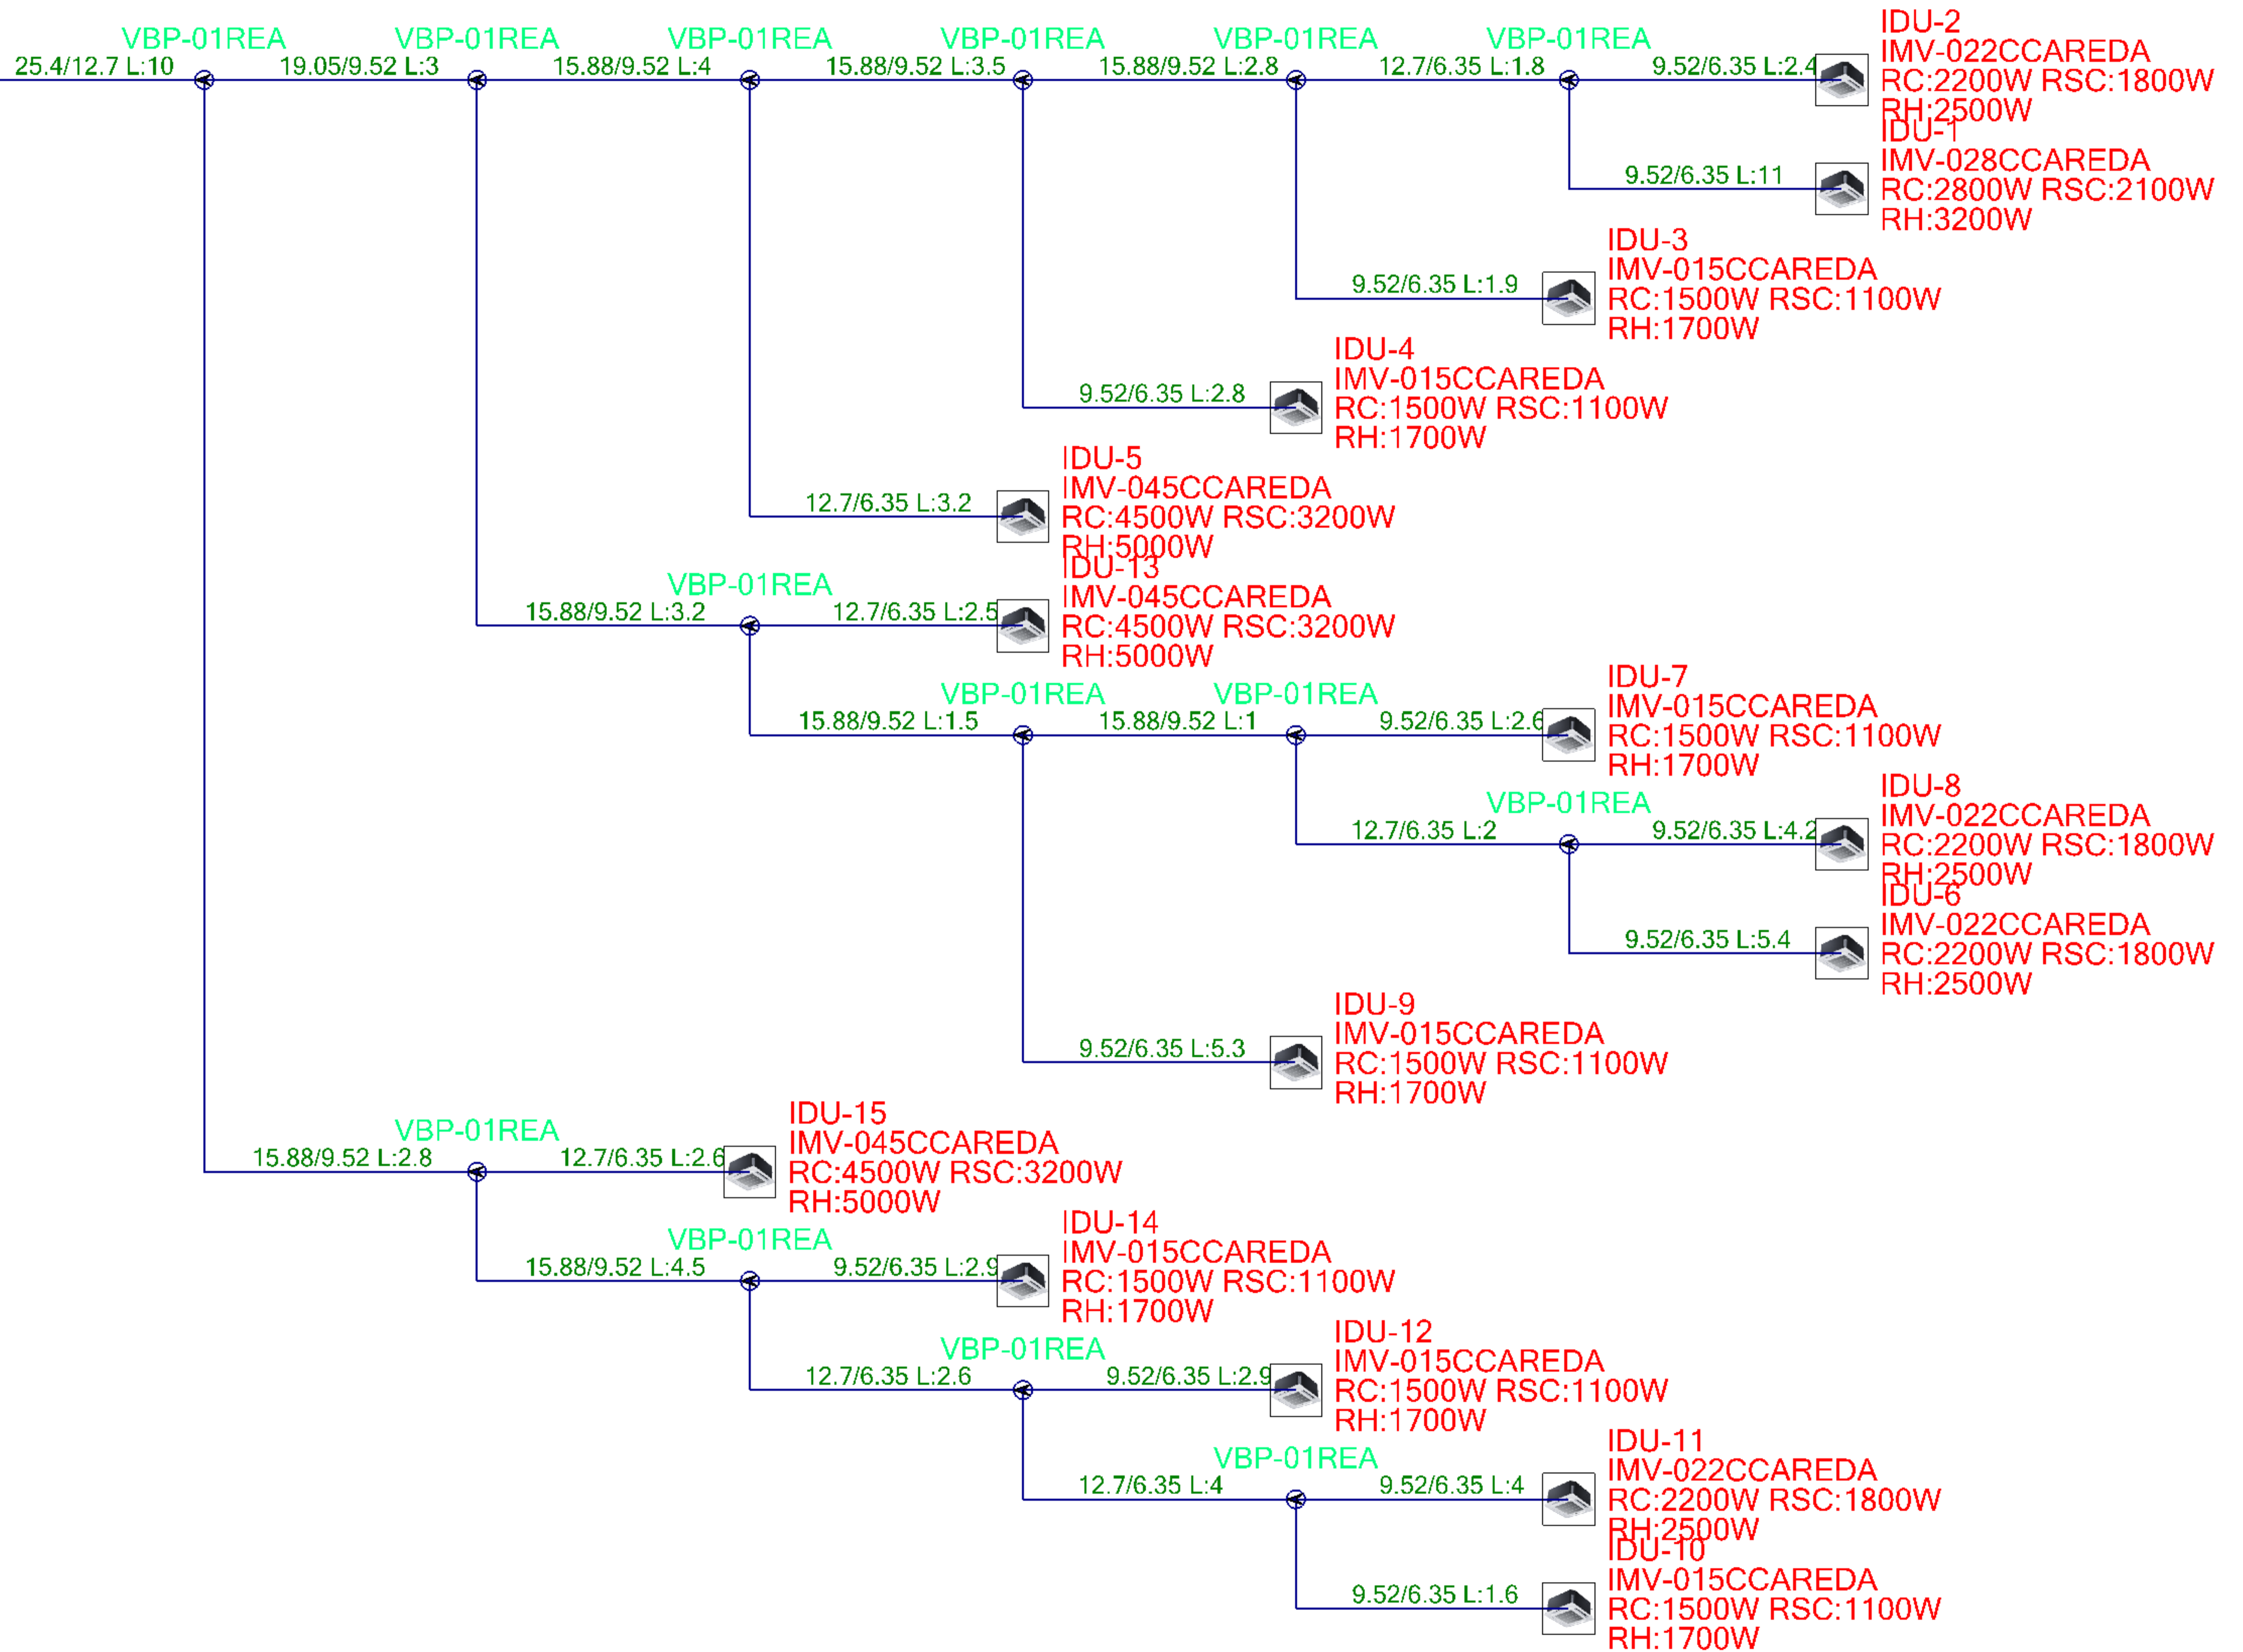 VBP-01REA VBP-01REA VBP-01REA VBP-01REA VBP-01REA VBP-01REA
25.4/12.7 L:10 19.05/9.52 L:3 15.88/9.52 L:4 15.88/9.52 L:3.5 15.88/9.52 L:2.8 12.7/6.35 L:1.8 9.52/6.35 L:2.4
IDU-2
IMV-022CCAREDA
RC:2200W RSC:1800W
RH:2500W
9.52/6.35 L:11
IDU-1
IMV-028CCAREDA
RC:2800W RSC:2100W
RH:3200W
9.52/6.35 L:1.9
IDU-3
IMV-015CCAREDA
RC:1500W RSC:1100W
RH:1700W
9.52/6.35 L:2.8
IDU-4
IMV-015CCAREDA
RC:1500W RSC:1100W
RH:1700W
12.7/6.35 L:3.2
IDU-5
IMV-045CCAREDA
RC:4500W RSC:3200W
RH:5000W
VBP-01REA
15.88/9.52 L:3.2 12.7/6.35 L:2.5
IDU-13
IMV-045CCAREDA
RC:4500W RSC:3200W
RH:5000W
VBP-01REA VBP-01REA
15.88/9.52 L:1.5 15.88/9.52 L:1 9.52/6.35 L:2.6
IDU-7
IMV-015CCAREDA
RC:1500W RSC:1100W
RH:1700W
VBP-01REA
12.7/6.35 L:2 9.52/6.35 L:4.2
IDU-8
IMV-022CCAREDA
RC:2200W RSC:1800W
RH:2500W
9.52/6.35 L:5.4
IDU-6
IMV-022CCAREDA
RC:2200W RSC:1800W
RH:2500W
9.52/6.35 L:5.3
IDU-9
IMV-015CCAREDA
RC:1500W RSC:1100W
RH:1700W
VBP-01REA
15.88/9.52 L:2.8 12.7/6.35 L:2.6
IDU-15
IMV-045CCAREDA
RC:4500W RSC:3200W
RH:5000W
VBP-01REA
15.88/9.52 L:4.5 9.52/6.35 L:2.9
IDU-14
IMV-015CCAREDA
RC:1500W RSC:1100W
RH:1700W
VBP-01REA
12.7/6.35 L:2.6 9.52/6.35 L:2.9
IDU-12
IMV-015CCAREDA
RC:1500W RSC:1100W
RH:1700W
VBP-01REA
12.7/6.35 L:4 9.52/6.35 L:4
IDU-11
IMV-022CCAREDA
RC:2200W RSC:1800W
RH:2500W
9.52/6.35 L:1.6
IDU-10
IMV-015CCAREDA
RC:1500W RSC:1100W
RH:1700W